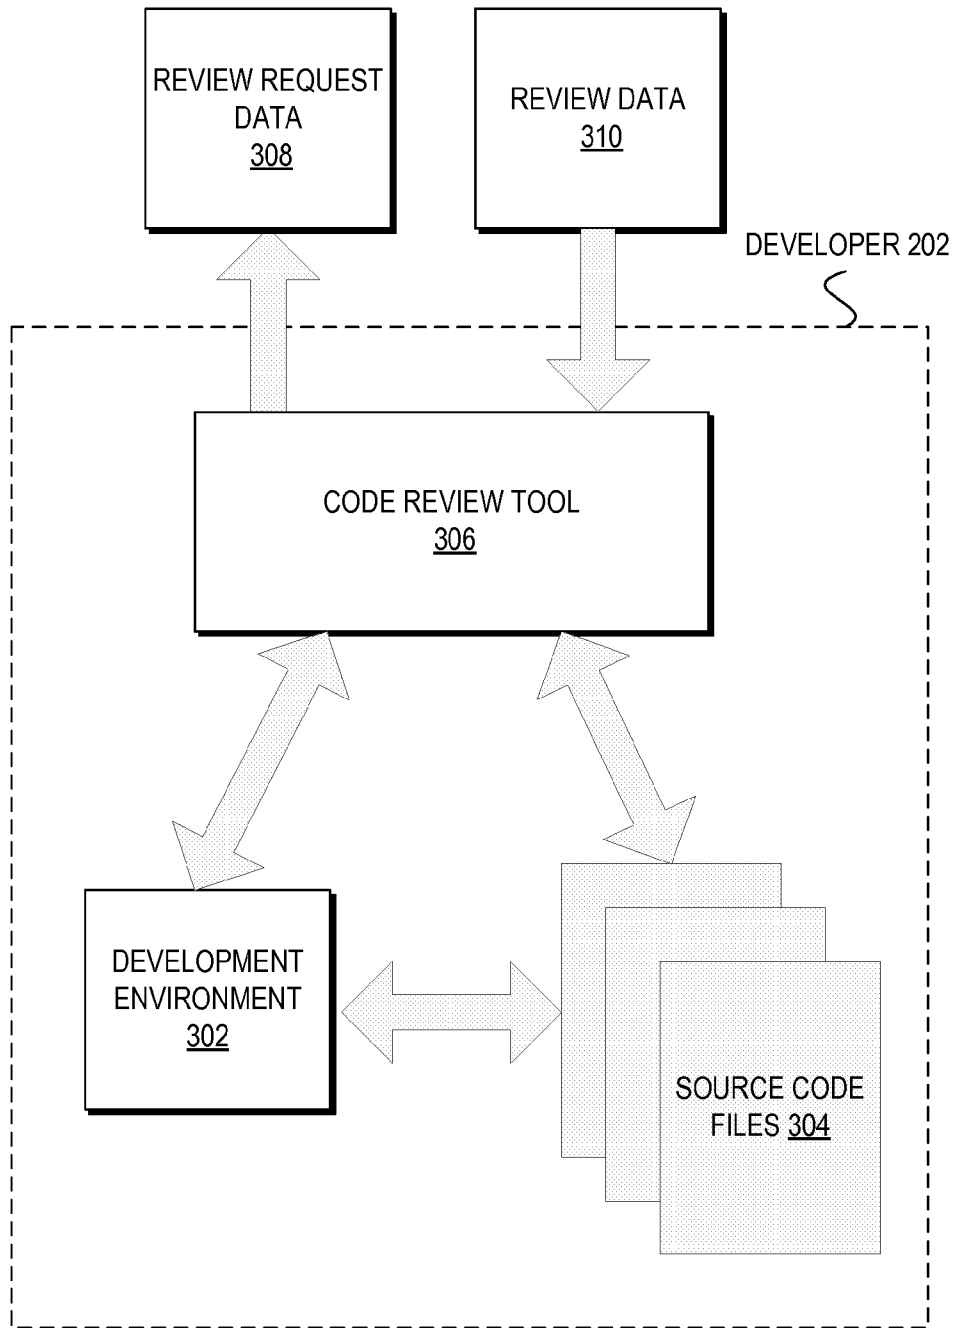 REVIEW REQUEST
DATA
308
REVIEW DATA
310
DEVELOPER 202
CODE REVIEW TOOL
306
DEVELOPMENT
ENVIRONMENT
302
SOURCE CODE
FILES 304